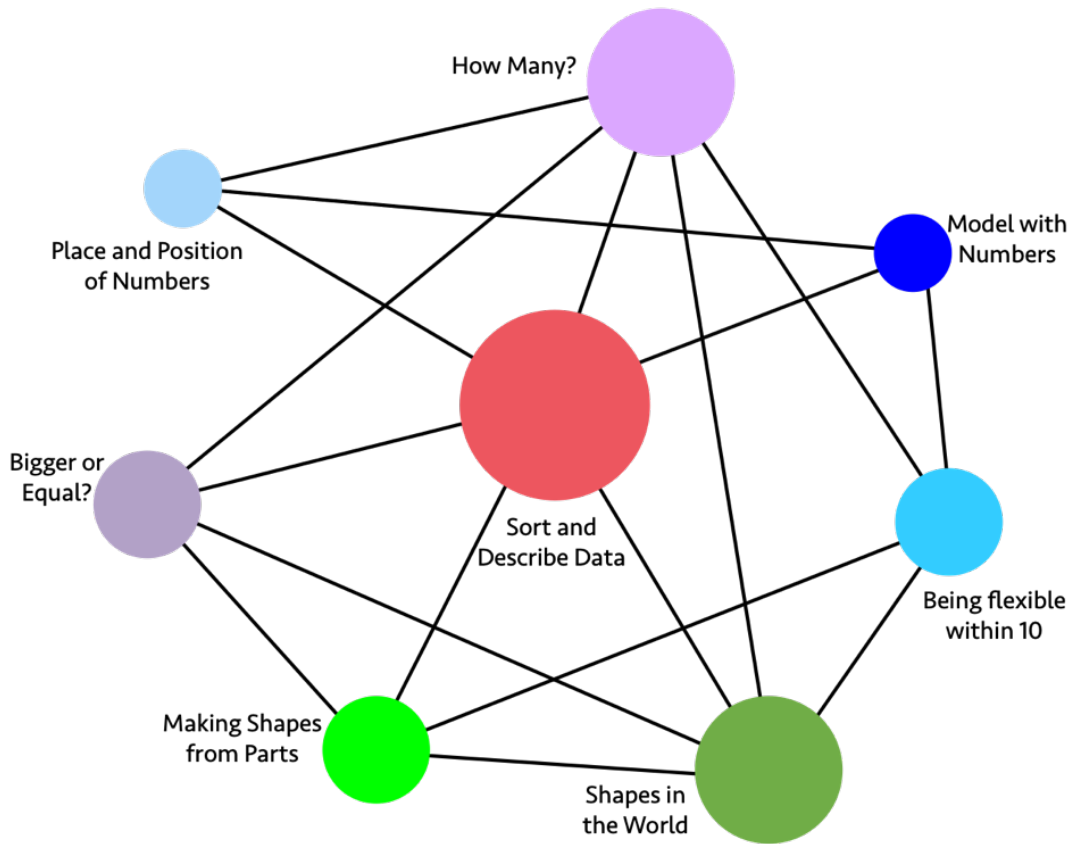 How Many?
Place and Position
of Numbers
Model with
Numbers
Bigger or
Equal?
Sort and
Describe Data
Being flexible
within 10
Making Shapes
from Parts
Shapes in
the World